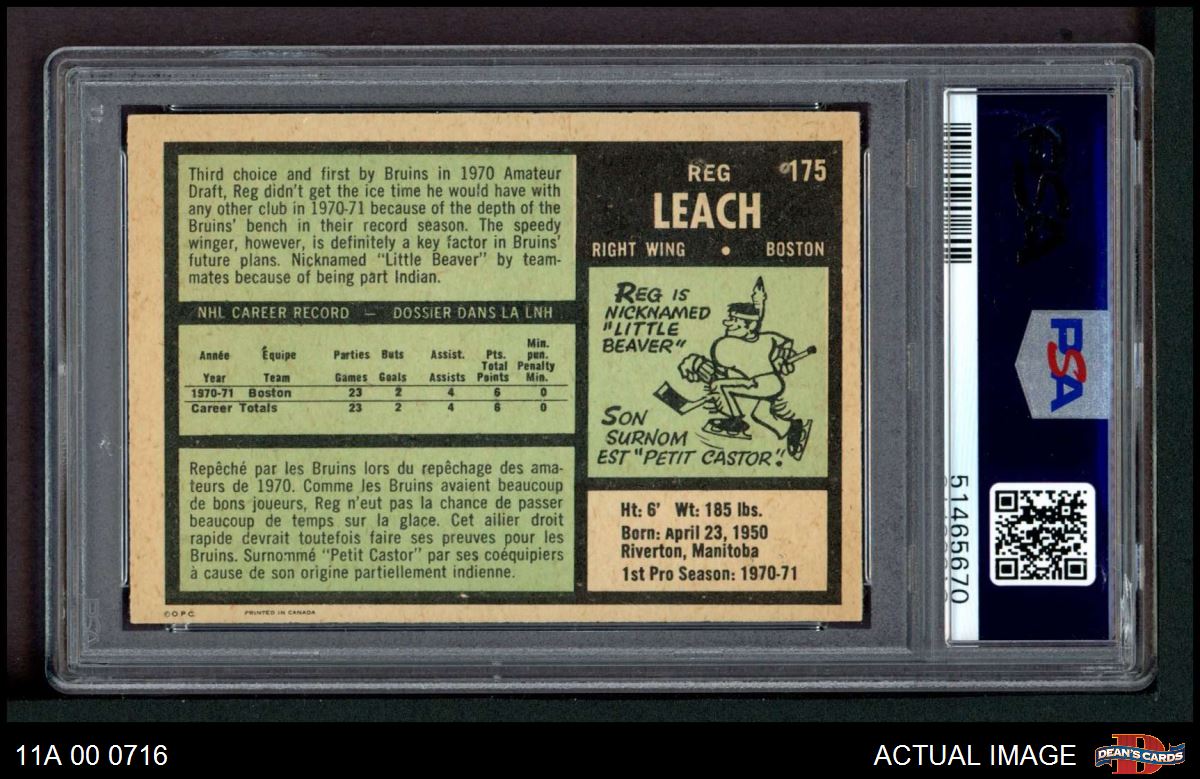 Third choice and first by Bruins in 1970 Amateur
Draft, Reg didn't get the ice time he would have with
any other club in 1970-71 because of the depth of the
Bruins' bench in their record season. The speedy
winger, however, is definitely a key factor in Bruins'
future plans. Nicknamed "Little Beaver" by team-
mates because of being part Indian.
NHL CAREER RECORD — DOSSIER DANS LA LNH
Année Équipe Parties Buts Assist. Pts. Total Min. pun.
Year Team Games Goals Assists Points Penalty Min.
1970-71 Boston 23 2 4 6 0
Career Totals 23 2 4 6 0
Repêché par les Bruins lors du repêchage des ama-
teurs de 1970. Comme les Bruins avaient beaucoup
de bons joueurs, Reg n'eut pas la chance de passer
beaucoup de temps sur la glace. Cet ailier droit
rapide devrait toutefois faire ses preuves pour les
Bruins. Surnommé "Petit Castor" par ses coéquipiers
à cause de son origine partiellement indienne.
©O.P.C. PRINTED IN CANADA
REG 175
LEACH
RIGHT WING • BOSTON
REG IS
NICKNAMED
"LITTLE
BEAVER"
SON
SURNOM
EST "PETIT CASTOR".
Ht: 6' Wt: 185 lbs.
Born: April 23, 1950
Riverton, Manitoba
1st Pro Season: 1970-71
PSA
PSA
51465670
11A 00 0716
ACTUAL IMAGE
DEAN'S CARDS